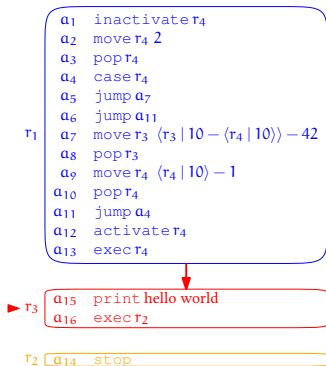 a₁ inactivate r₄
a₂ move r₄ 2
a₃ pop r₄
a₄ case r₄
a₅ jump a₇
a₆ jump a₁₁
r₁ a₇ move r₃ ⟨r₃ | 10 − ⟨r₄ | 10⟩⟩ − 42
a₈ pop r₃
a₉ move r₄ ⟨r₄ | 10⟩ − 1
a₁₀ pop r₄
a₁₁ jump a₄
a₁₂ activate r₄
a₁₃ exec r₄
r₃ a₁₅ print hello world
a₁₆ exec r₂
r₂ a₁₄ stop